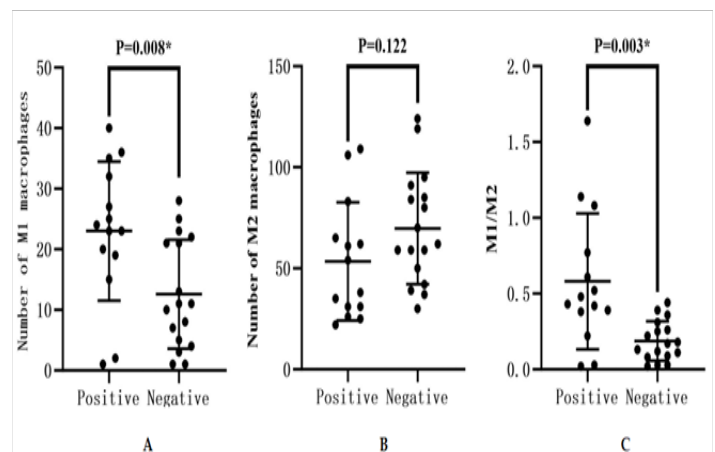 P=0.008*
50
40
30
20
10
0
Number of M1 macrophages
Positive Negative
A
P=0.122
150
100
50
0
Number of M2 macrophages
Positive Negative
B
P=0.003*
2.0
1.5
1.0
0.5
0.0
M1/M2
Positive Negative
C